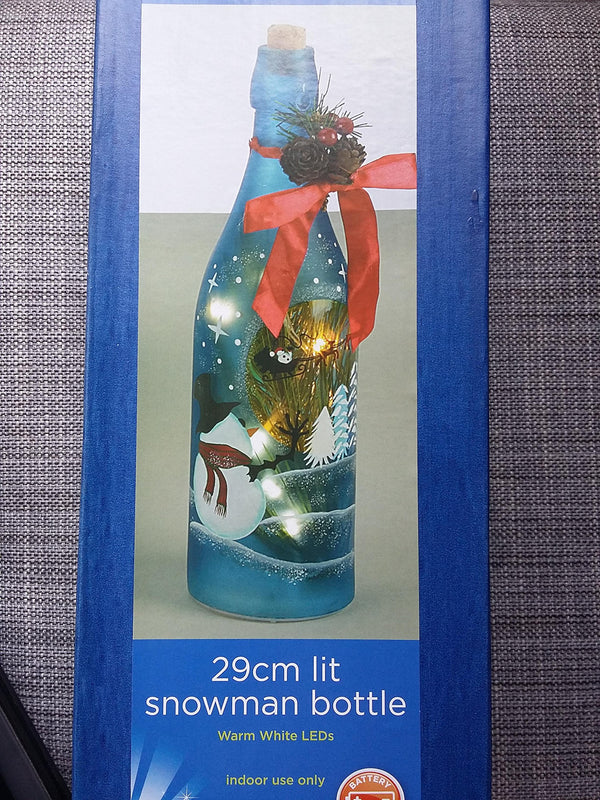 29cm lit
snowman bottle
Warm White LEDs
indoor use only
BATTERY